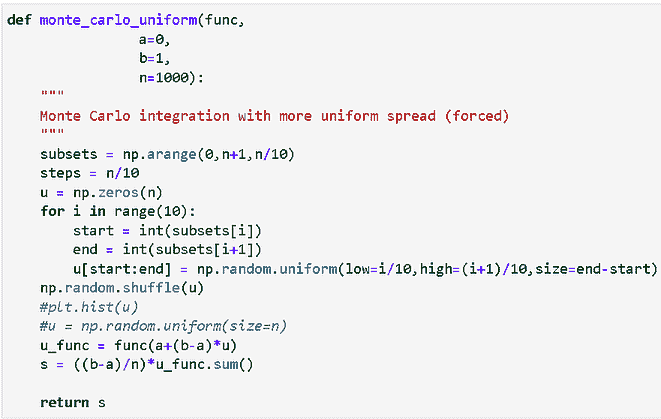 def monte_carlo_uniform(func,
                a=0,
                b=1,
                n=1000):
    """
    Monte Carlo integration with more uniform spread (forced)
    """
    subsets = np.arange(0,n+1,n/10)
    steps = n/10
    u = np.zeros(n)
    for i in range(10):
        start = int(subsets[i])
        end = int(subsets[i+1])
        u[start:end] = np.random.uniform(low=i/10,high=(i+1)/10,size=end-start)
    np.random.shuffle(u)
    #plt.hist(u)
    #u = np.random.uniform(size=n)
    u_func = func(a+(b-a)*u)
    s = ((b-a)/n)*u_func.sum()
    return s